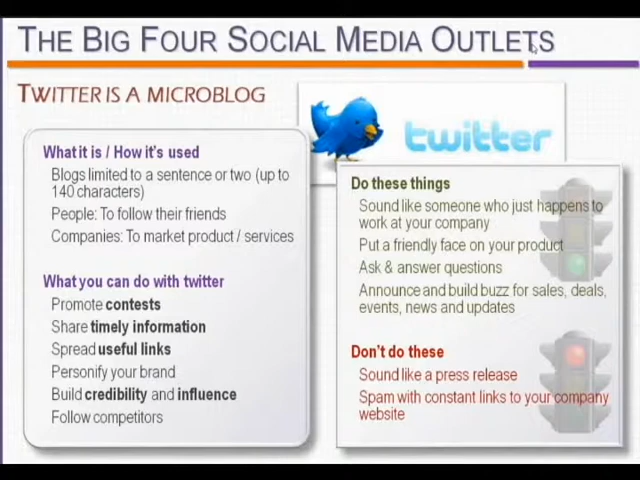 THE BIG FOUR SOCIAL MEDIA OUTLETS
TWITTER IS A MICROBLOG
twitter
What it is / How it's used
Blogs limited to a sentence or two (up to
140 characters)
People: To follow their friends
Companies: To market product / services
What you can do with twitter
Promote contests
Share timely information
Spread useful links
Personify your brand
Build credibility and influence
Follow competitors
Do these things
Sound like someone who just happens to
work at your company
Put a friendly face on your product
Ask & answer questions
Announce and build buzz for sales, deals,
events, news and updates
Don't do these
Sound like a press release
Spam with constant links to your company
website